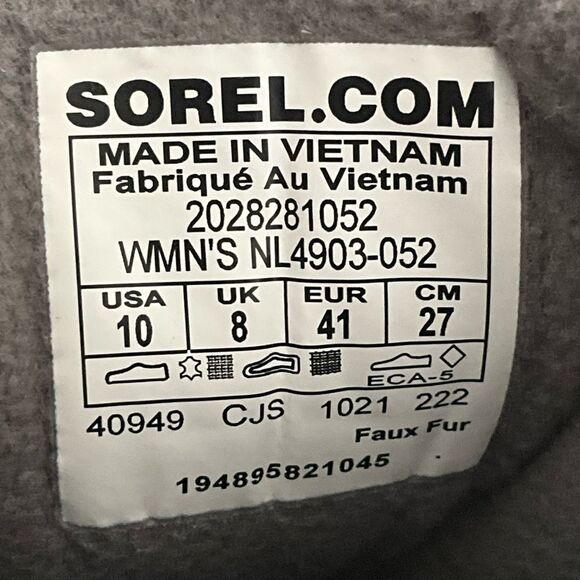 SOREL.COM
MADE IN VIETNAM
Fabriqué Au Vietnam
2028281052
WMN'S NL4903-052
USA UK EUR CM
10 8 41 27
ECA-5
40949 CJS 1021 222
Faux Fur
194895821045